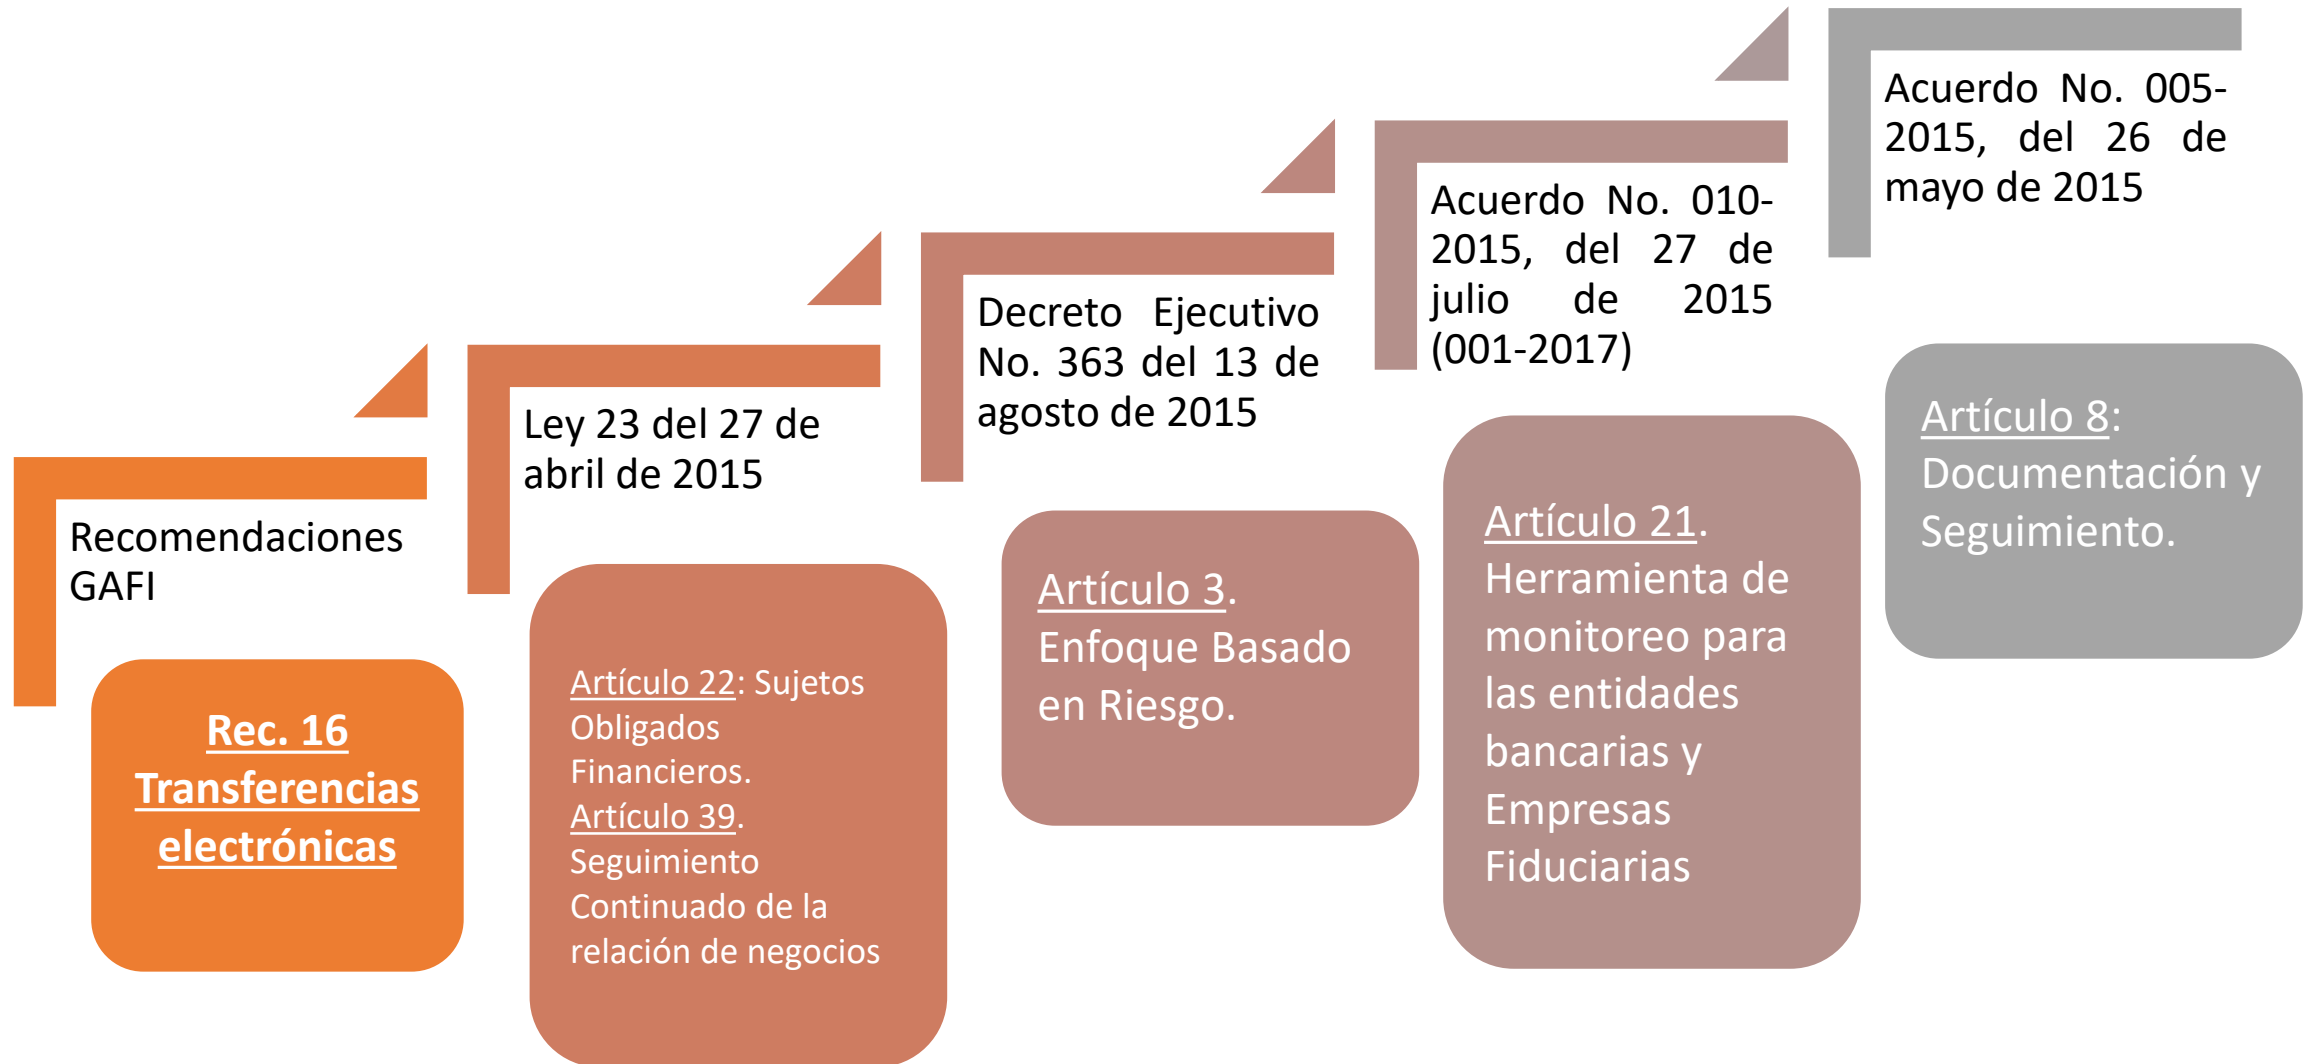 Recomendaciones
GAFI
Rec. 16
Transferencias
electrónicas
Ley 23 del 27 de
abril de 2015
Artículo 22: Sujetos
Obligados
Financieros.
Artículo 39.
Seguimiento
Continuado de la
relación de negocios
Decreto Ejecutivo
No. 363 del 13 de
agosto de 2015
Artículo 3.
Enfoque Basado
en Riesgo.
Acuerdo No. 010-
2015, del 27 de
julio de 2015
(001-2017)
Artículo 21.
Herramienta de
monitoreo para
las entidades
bancarias y
Empresas
Fiduciarias
Acuerdo No. 005-
2015, del 26 de
mayo de 2015
Artículo 8:
Documentación y
Seguimiento.